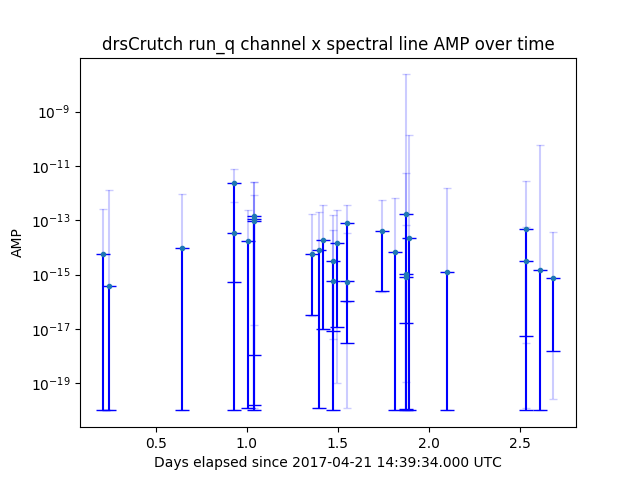 drsCrutch run_q channel x spectral line AMP over time
AMP
10⁻⁹
10⁻¹¹
10⁻¹³
10⁻¹⁵
10⁻¹⁷
10⁻¹⁹
0.5 1.0 1.5 2.0 2.5
Days elapsed since 2017-04-21 14:39:34.000 UTC